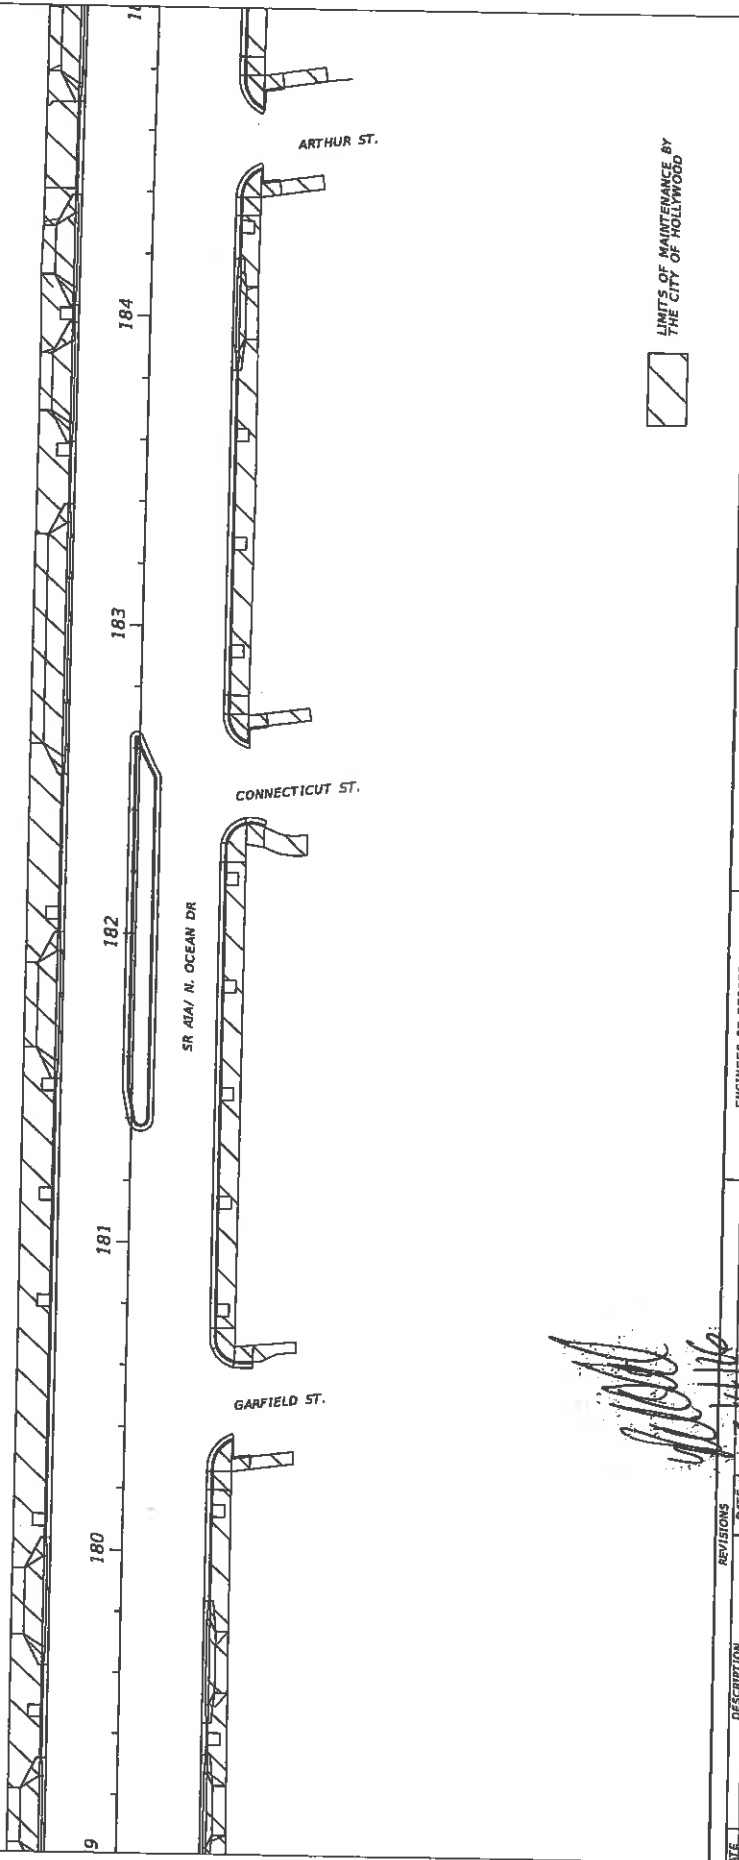 ARTHUR ST.
LIMITS OF MAINTENANCE BY
THE CITY OF HOLLYWOOD
184
183
CONNECTICUT ST.
182
SR A1A/ N. OCEAN DR
181
GARFIELD ST.
180
9
REVISIONS
DESCRIPTION